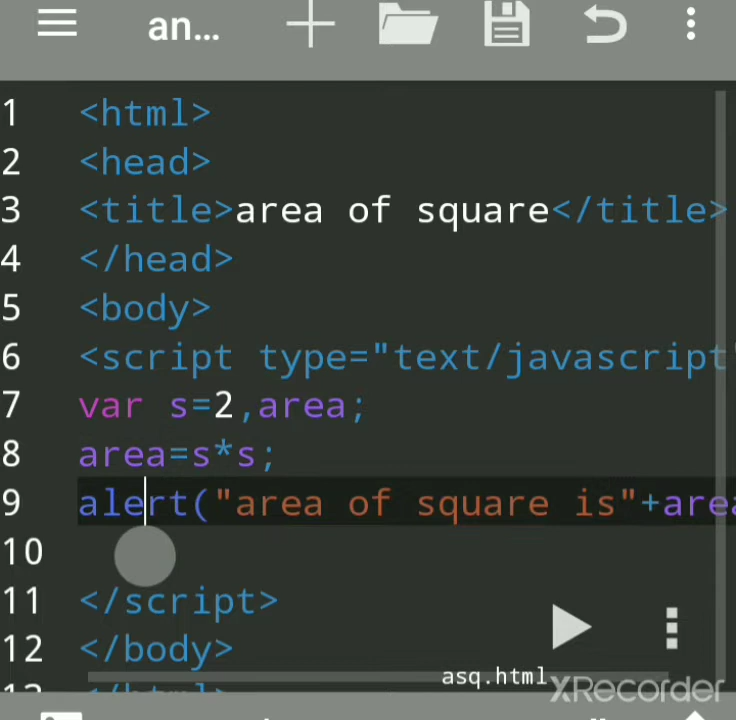 an...
1 <html>
2 <head>
3 <title>area of square</title>
4 </head>
5 <body>
6 <script type="text/javascript"
7 var s=2,area;
8 area=s*s;
9 alert("area of square is"+area
10
11 </script>
12 </body>
asq.html
XRecorder
13 </html>